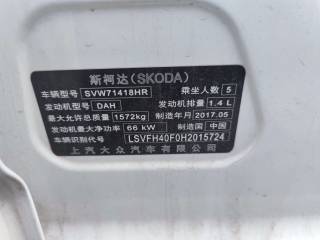 斯柯达(SKODA)
车辆型号 SVW71418HR 乘坐人数 5
发动机型号 DAH 发动机排量 1.4 L
最大允许总质量 1572kg 制造年月 2017.05
发动机最大净功率 66 kW 制造国 中国
车辆识别代号 LSVFH40F0H2015724
上汽大众汽车有限公司